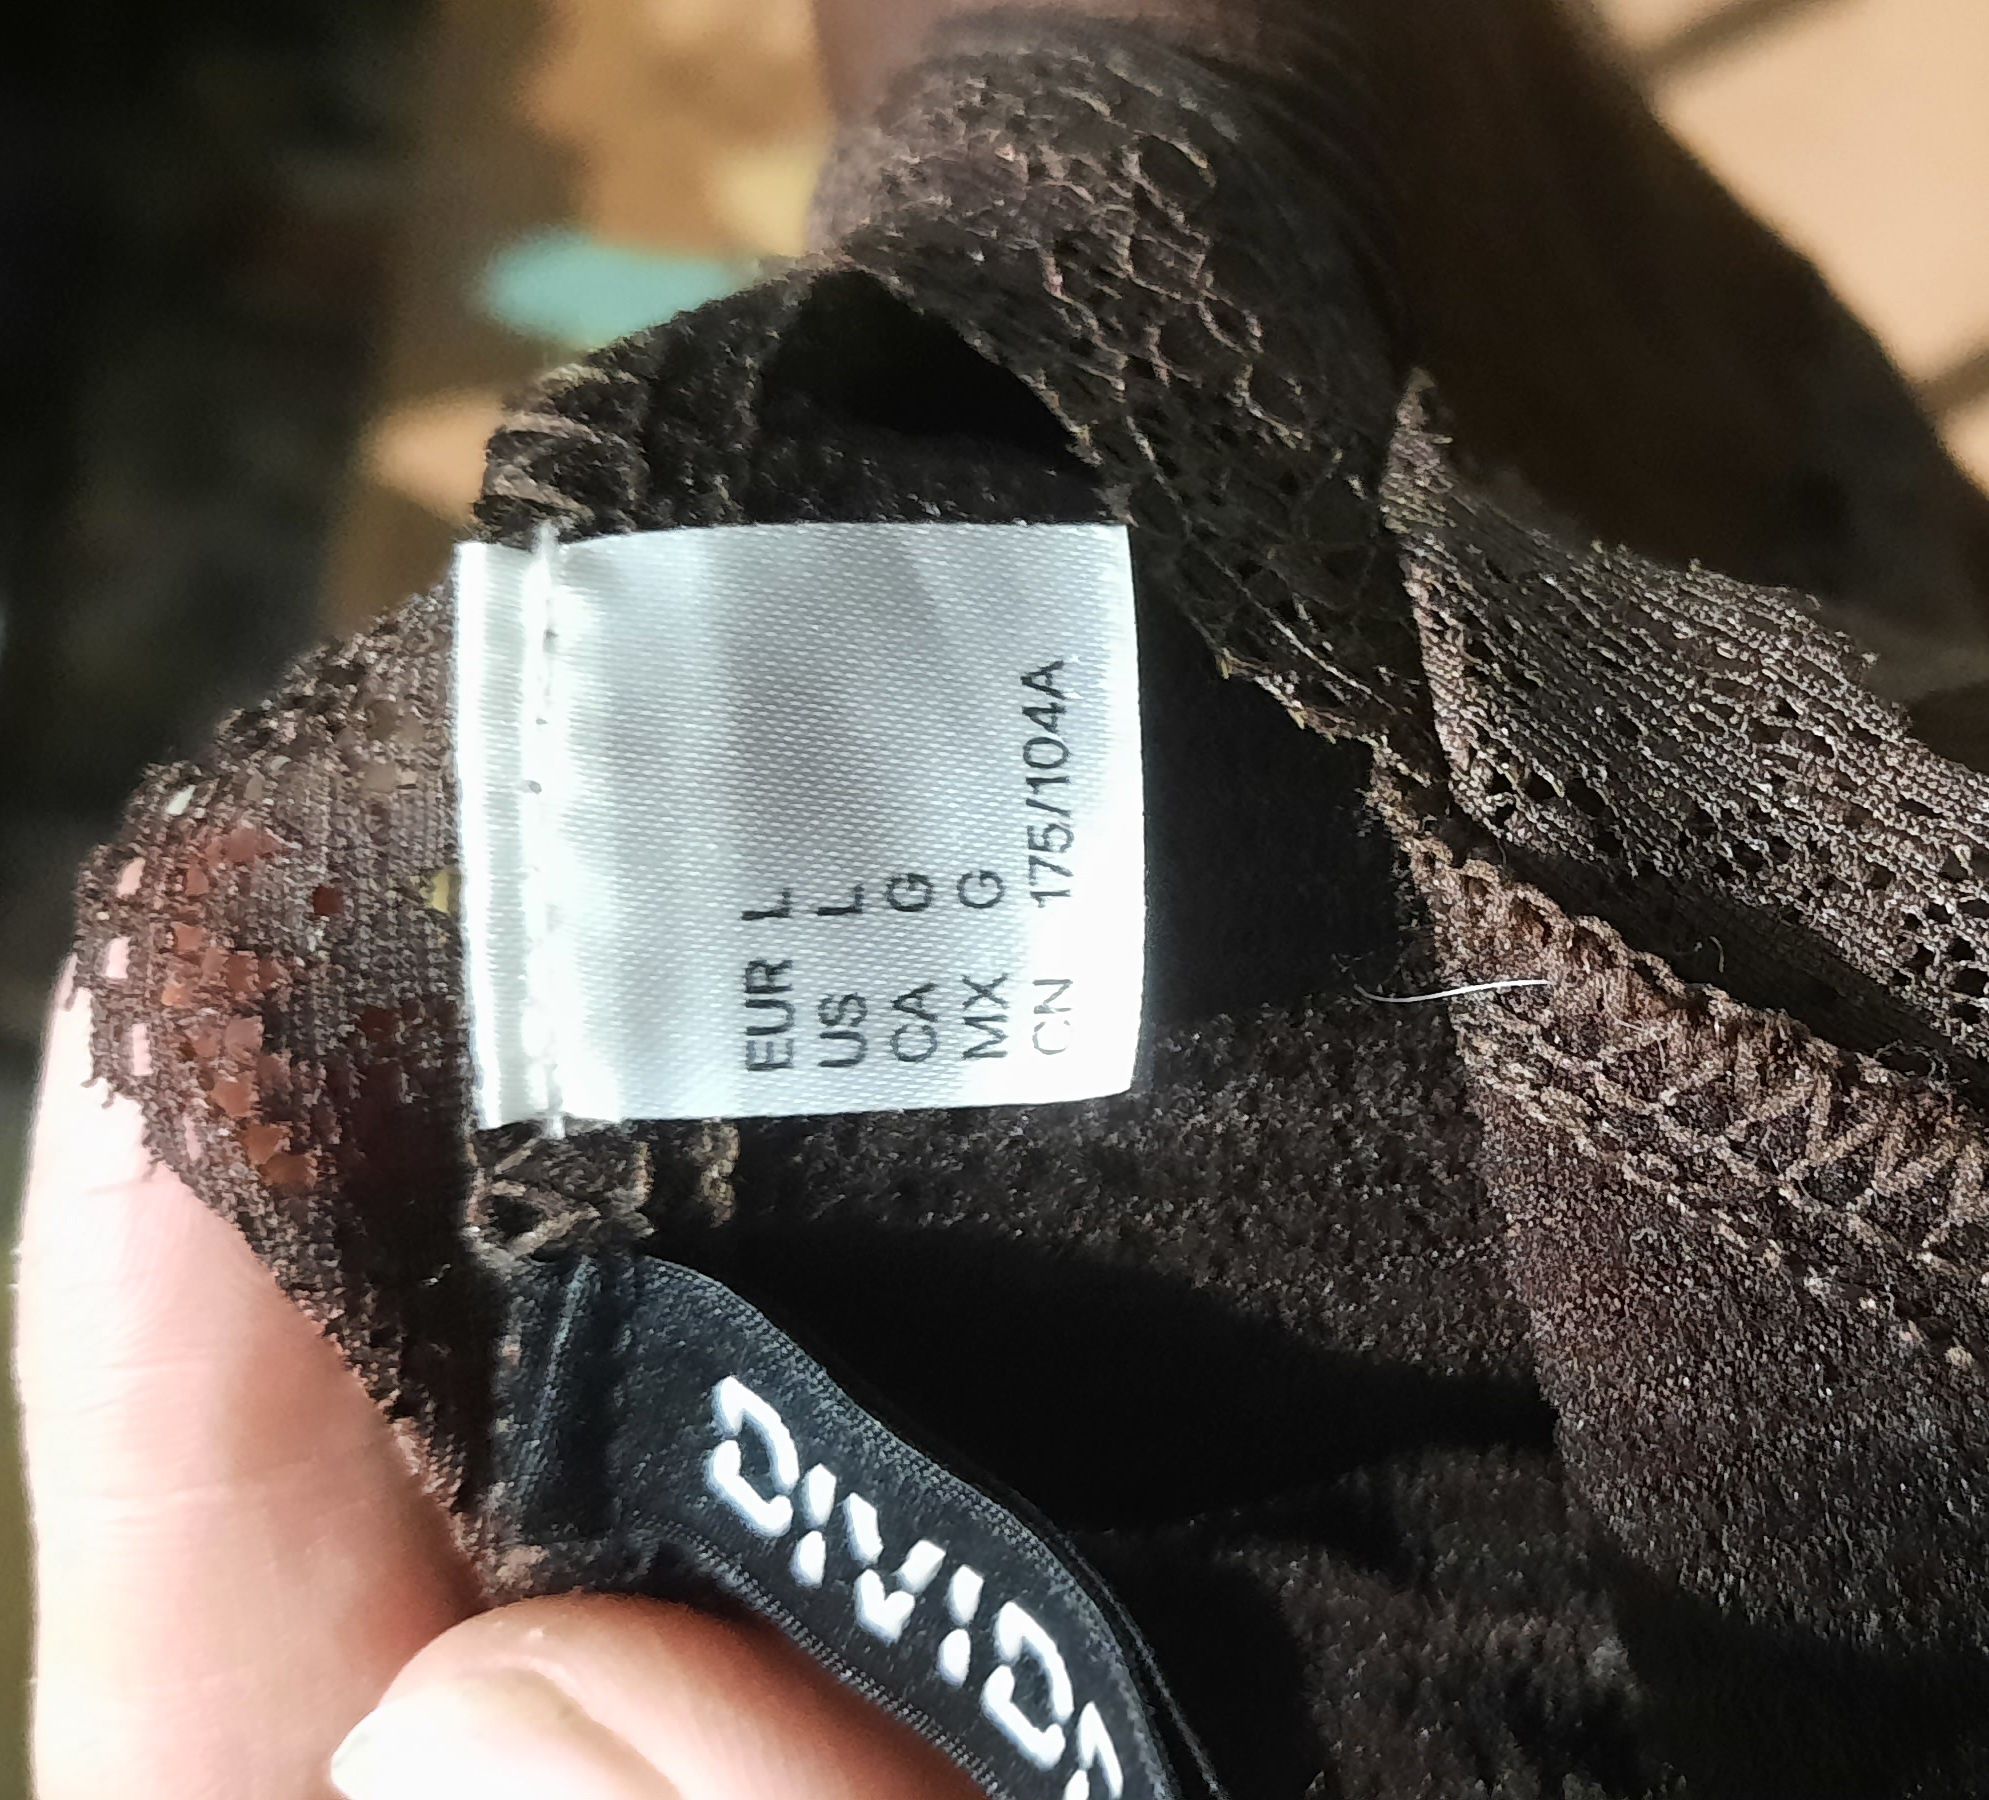 EUR L
US L
CA G
MX G
CN 175/104A